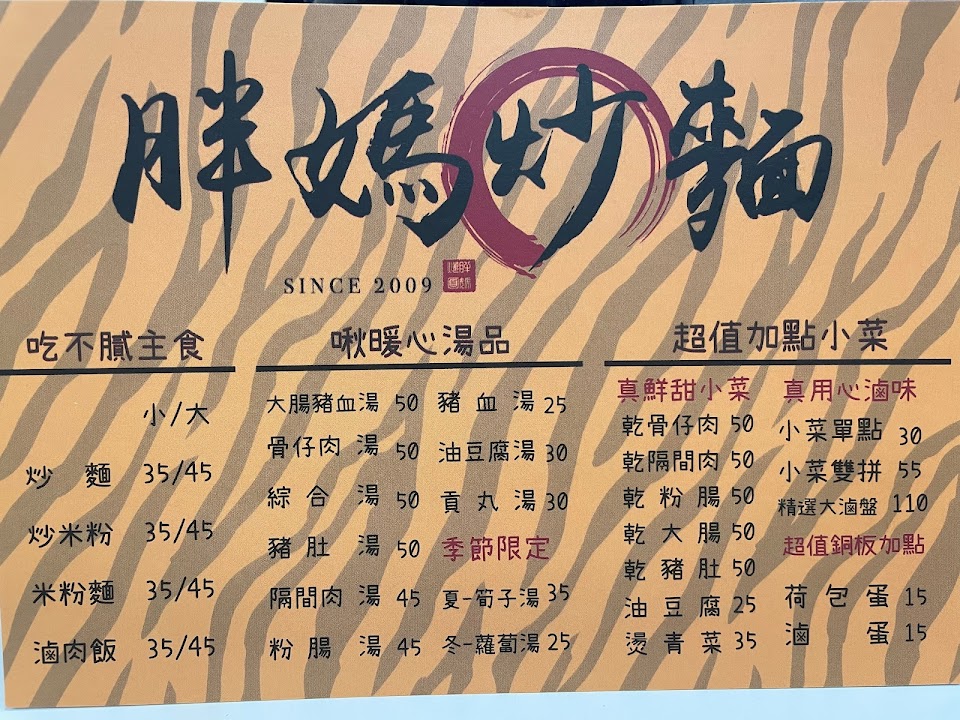 胖媽炒麵
SINCE 2009
吃不膩主食
小/大
炒麵 35/45
炒米粉 35/45
米粉麵 35/45
滷肉飯 35/45
啾暖心湯品
大腸豬血湯 50
骨仔肉湯 50
綜合湯 50
豬肚湯 50
隔間肉湯 45
粉腸湯 45
豬血湯 25
油豆腐湯 30
貢丸湯 30
季節限定
夏-筍子湯 35
冬-蘿蔔湯 25
超值加點小菜
真鮮甜小菜
乾骨仔肉 50
乾隔間肉 50
乾粉腸 50
乾大腸 50
乾豬肚 50
油豆腐 25
燙青菜 35
真用心滷味
小菜單點 30
小菜雙拼 55
精選大滷盤 110
超值銅板加點
荷包蛋 15
滷蛋 15